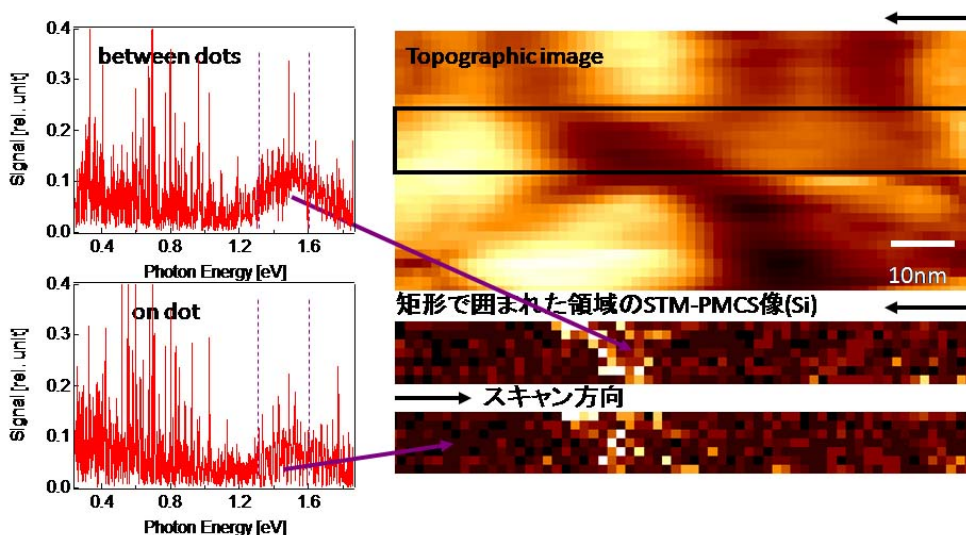 between dots
Signal [rel. unit]
0.4
0.3
0.2
0.1
0.0
0.4 0.8 1.2 1.6
Photon Energy [eV]
on dot
Signal [rel. unit]
0.4
0.3
0.2
0.1
0.0
0.4 0.8 1.2 1.6
Photon Energy [eV]
Topographic image
10nm
矩形で囲まれた領域のSTM-PMCS像(Si)
スキャン方向